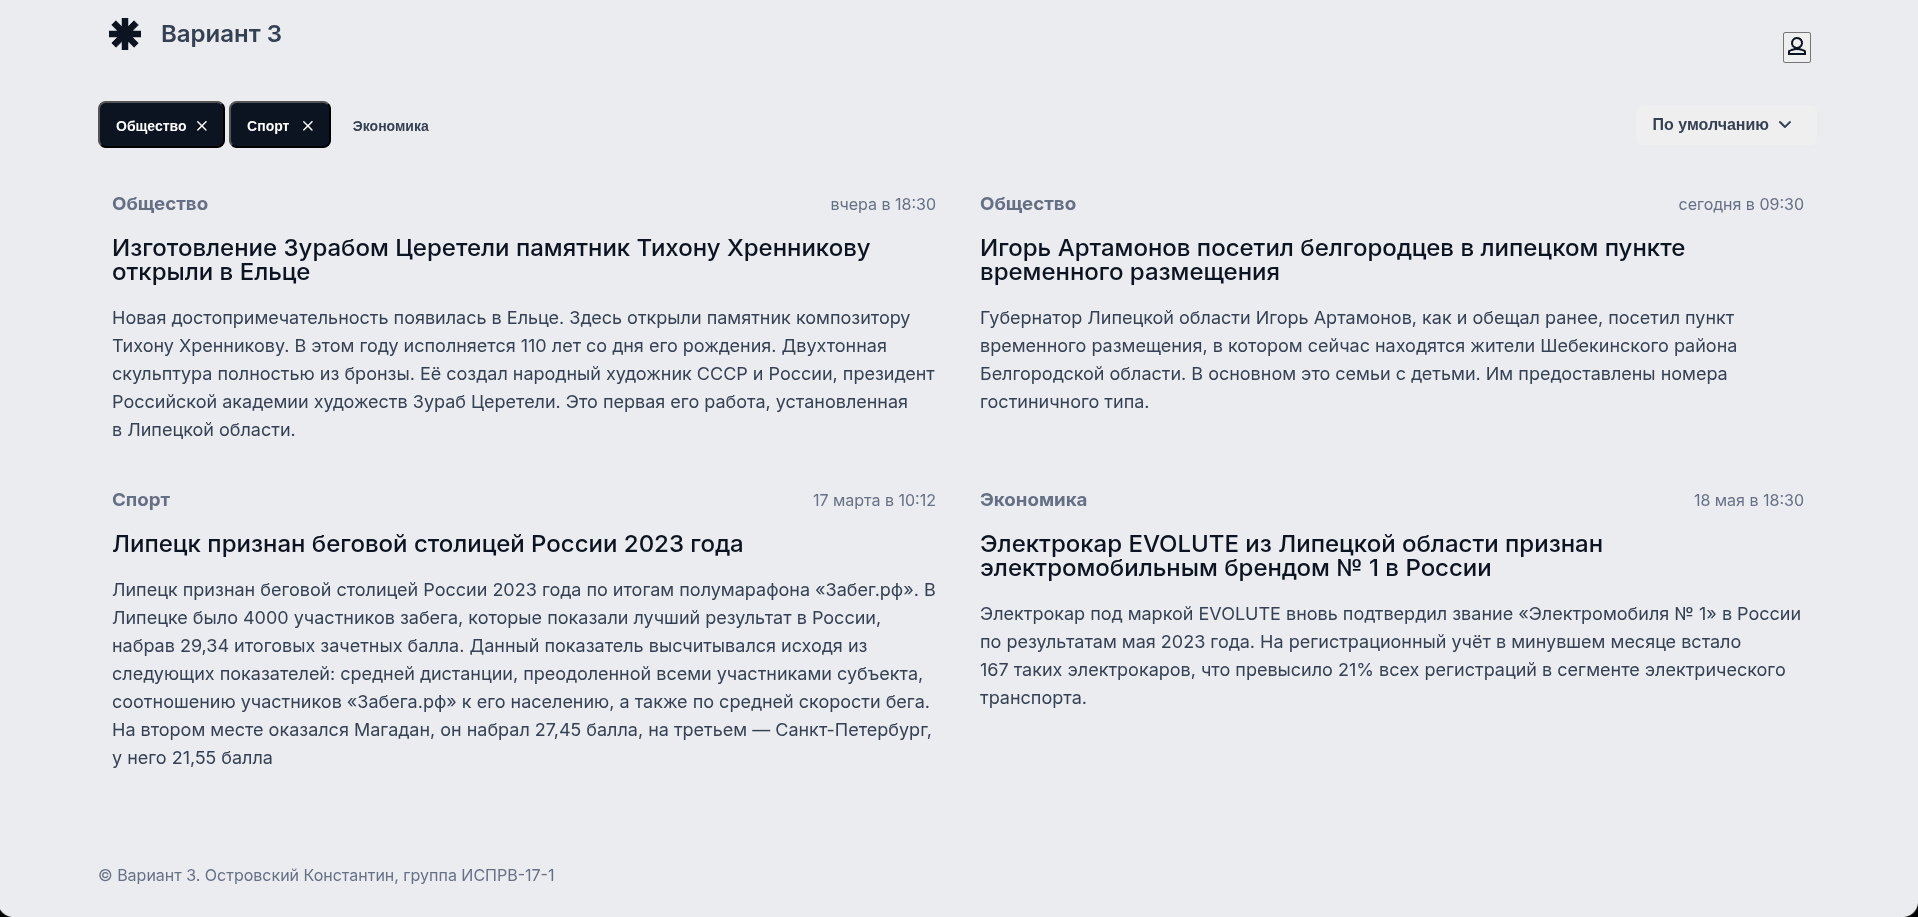 Вариант 3
Общество
Спорт
Экономика
По умолчанию
Общество
вчера в 18:30
Изготовление Зурабом Церетели памятник Тихону Хренникову
открыли в Ельце
Новая достопримечательность появилась в Ельце. Здесь открыли памятник композитору
Тихону Хренникову. В этом году исполняется 110 лет со дня его рождения. Двухтонная
скульптура полностью из бронзы. Её создал народный художник СССР и России, президент
Российской академии художеств Зураб Церетели. Это первая его работа, установленная
в Липецкой области.
Общество
сегодня в 09:30
Игорь Артамонов посетил белгородцев в липецком пункте
временного размещения
Губернатор Липецкой области Игорь Артамонов, как и обещал ранее, посетил пункт
временного размещения, в котором сейчас находятся жители Шебекинского района
Белгородской области. В основном это семьи с детьми. Им предоставлены номера
гостиничного типа.
Спорт
17 марта в 10:12
Липецк признан беговой столицей России 2023 года
Липецк признан беговой столицей России 2023 года по итогам полумарафона «Забег.рф». В
Липецке было 4000 участников забега, которые показали лучший результат в России,
набрав 29,34 итоговых зачетных балла. Данный показатель высчитывался исходя из
следующих показателей: средней дистанции, преодоленной всеми участниками субъекта,
соотношению участников «Забега.рф» к его населению, а также по средней скорости бега.
На втором месте оказался Магадан, он набрал 27,45 балла, на третьем — Санкт-Петербург,
у него 21,55 балла
Экономика
18 мая в 18:30
Электрокар EVOLUTE из Липецкой области признан
электромобильным брендом № 1 в России
Электрокар под маркой EVOLUTE вновь подтвердил звание «Электромобиля № 1» в России
по результатам мая 2023 года. На регистрационный учёт в минувшем месяце встало
167 таких электрокаров, что превысило 21% всех регистраций в сегменте электрического
транспорта.
© Вариант 3. Островский Константин, группа ИСПРВ-17-1